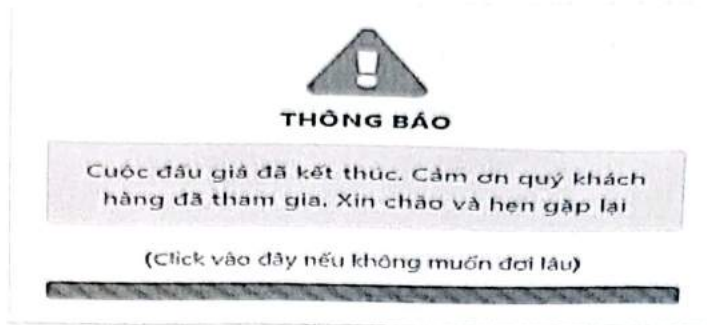 THÔNG BÁO
Cuộc đấu giá đã kết thúc. Cảm ơn quý khách
hàng đã tham gia. Xin chào và hẹn gặp lại
(Click vào đây nếu không muốn đợi lâu)